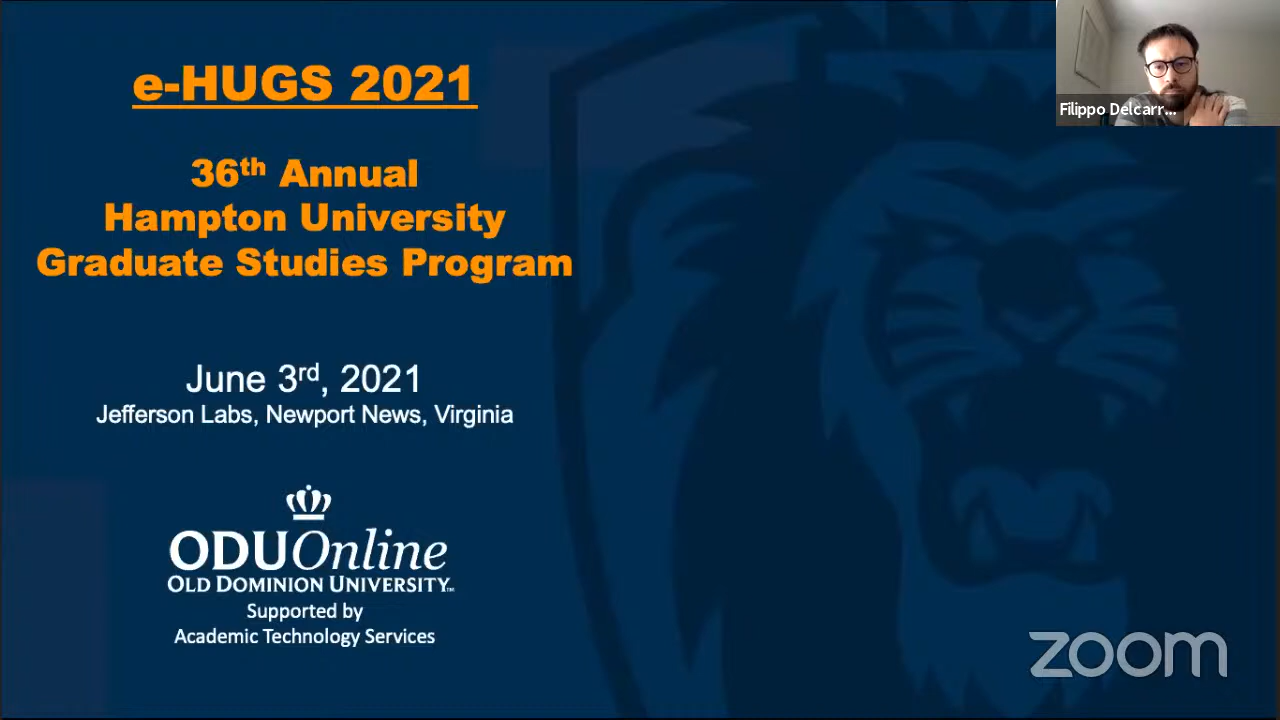 e-HUGS 2021
36th Annual
Hampton University
Graduate Studies Program
June 3rd, 2021
Jefferson Labs, Newport News, Virginia
ODUOnline
OLD DOMINION UNIVERSITY™
Supported by
Academic Technology Services
Filippo Delcarr...
zoom